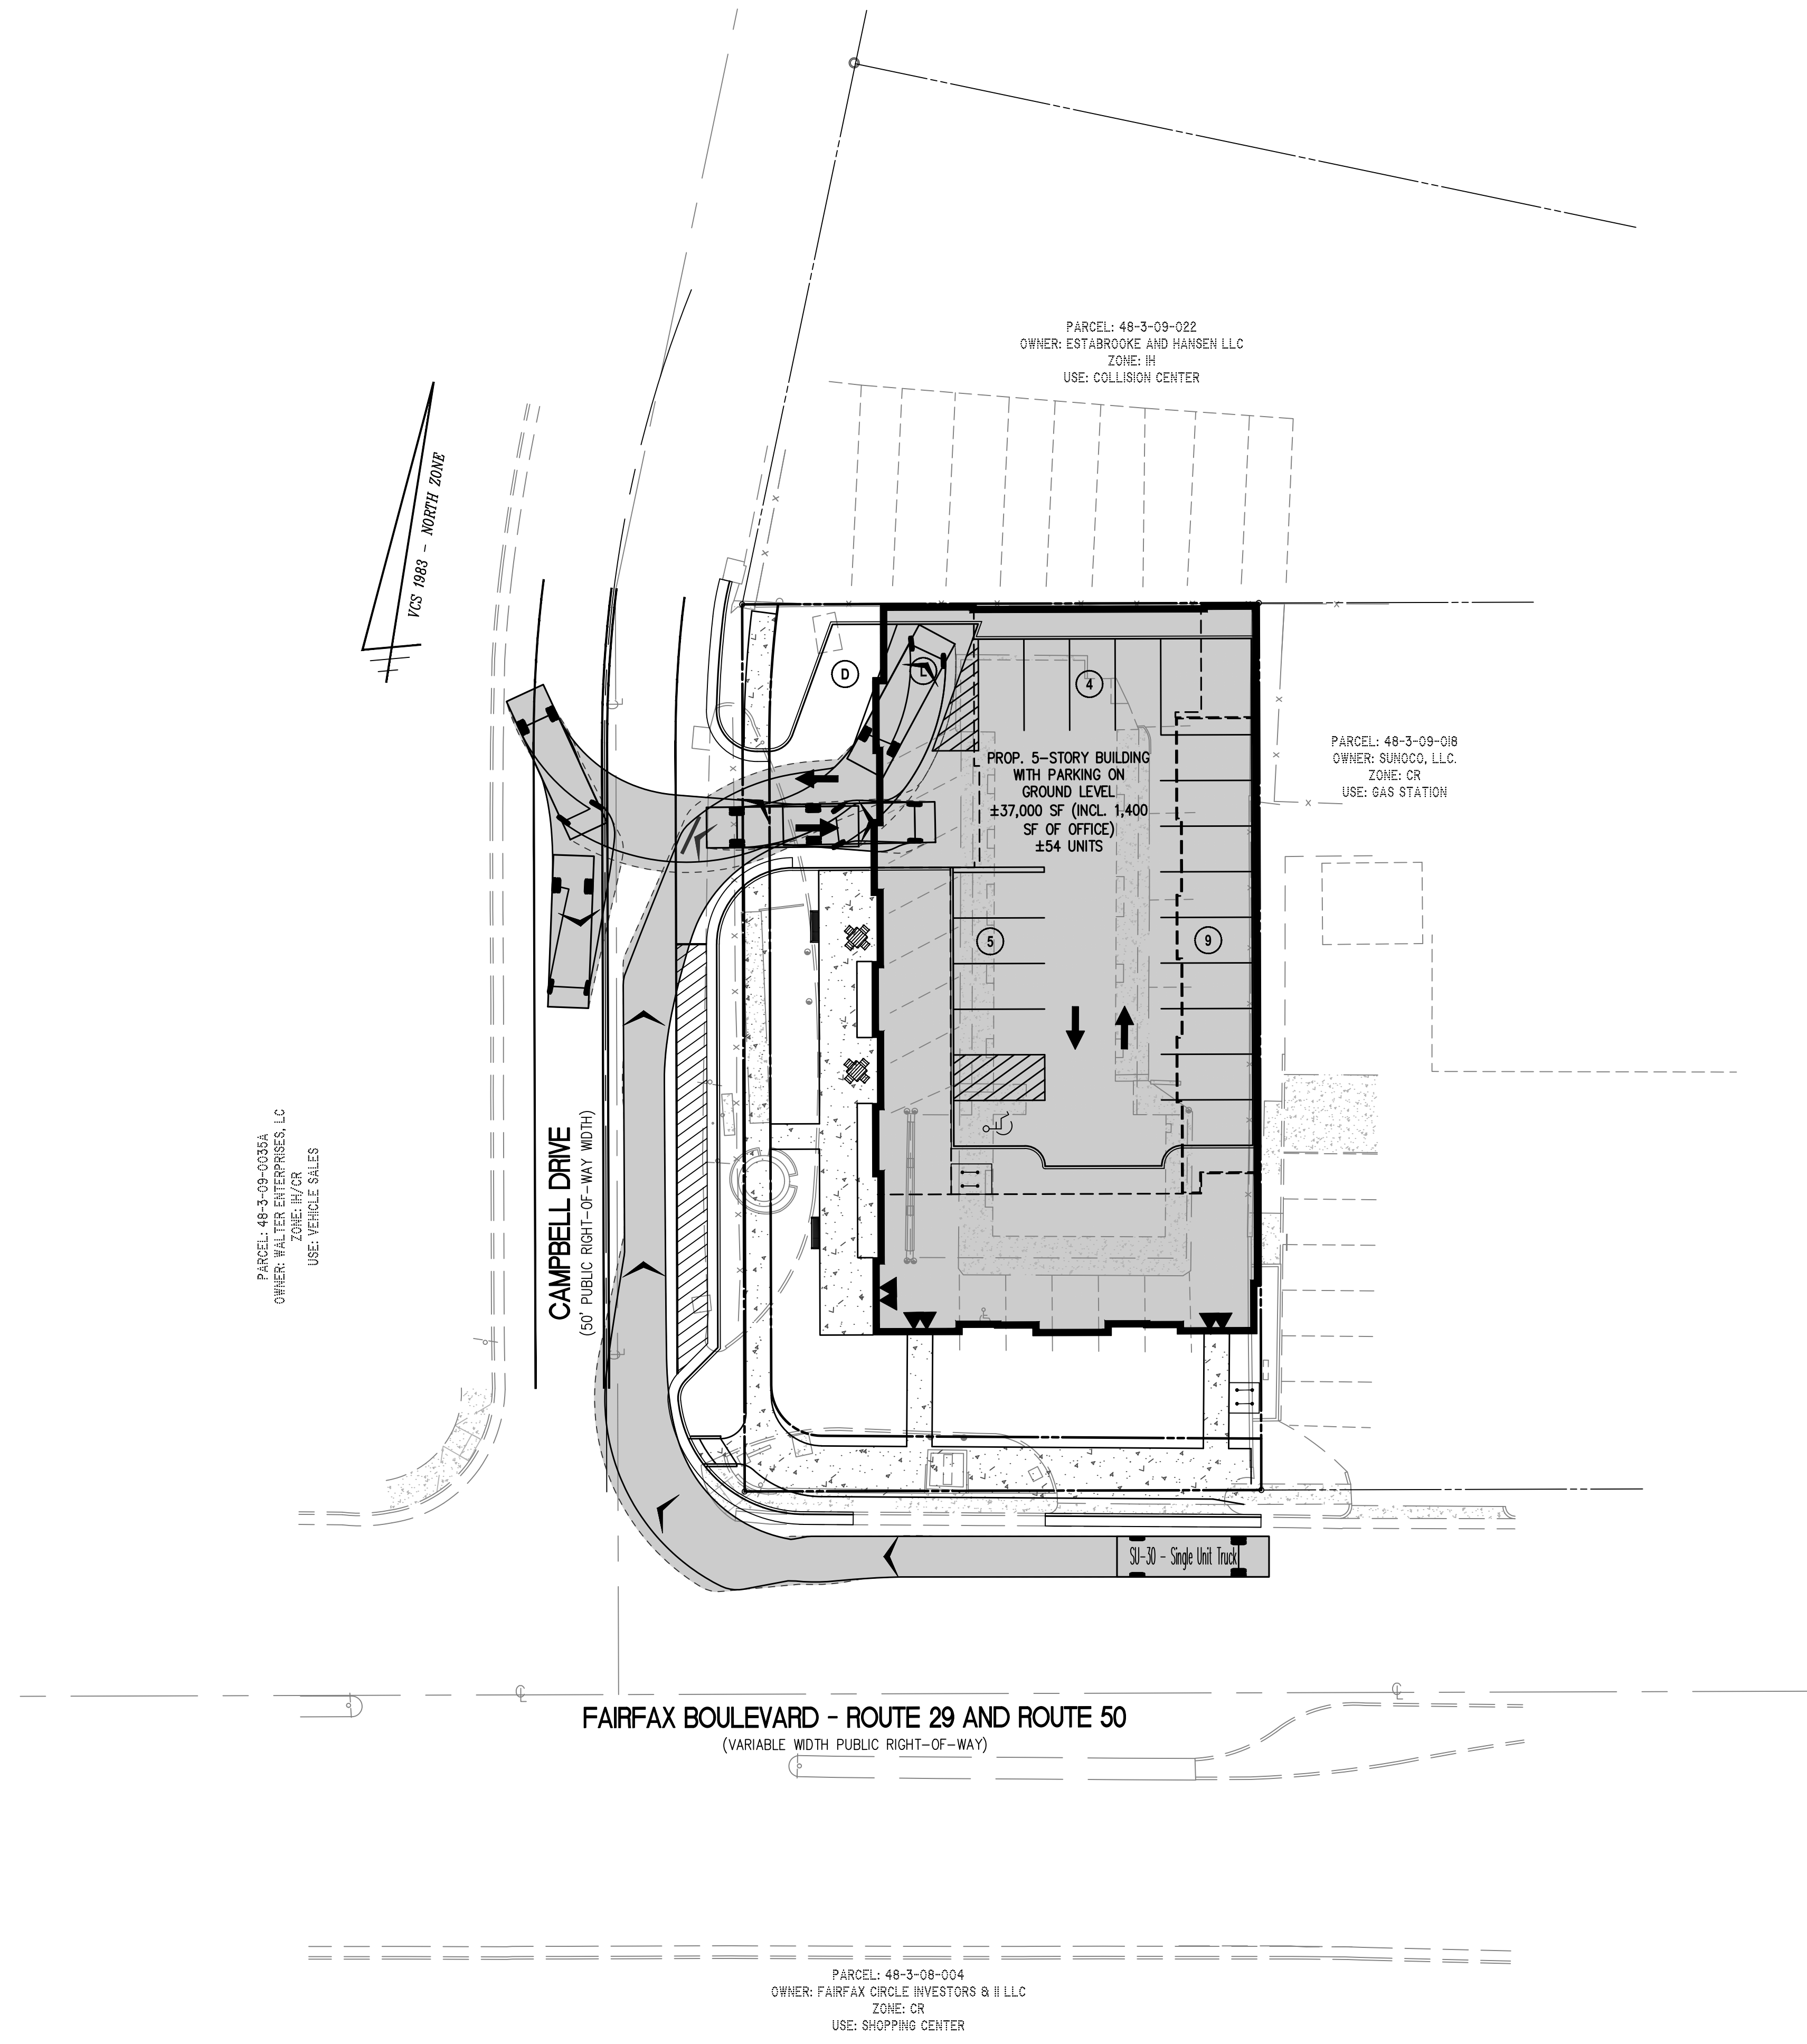 PARCEL: 48-3-09-022
OWNER: ESTABROOKE AND HANSEN LLC
ZONE: IH
USE: COLLISION CENTER
VCS 1983 - NORTH ZONE
D
L
4
PROP. 5-STORY BUILDING
WITH PARKING ON
GROUND LEVEL
±37,000 SF (INCL. 1,400
SF OF OFFICE)
±54 UNITS
PARCEL: 48-3-09-018
OWNER: SUNOCO, LLC.
ZONE: CR
USE: GAS STATION
5
9
PARCEL: 48-3-09-0035A
OWNER: WALTER ENTERPRISES, LC
ZONE: IH/CR
USE: VEHICLE SALES
CAMPBELL DRIVE
(50' PUBLIC RIGHT-OF-WAY WIDTH)
SU-30 - Single Unit Truck
FAIRFAX BOULEVARD - ROUTE 29 AND ROUTE 50
(VARIABLE WIDTH PUBLIC RIGHT-OF-WAY)
PARCEL: 48-3-08-004
OWNER: FAIRFAX CIRCLE INVESTORS & II LLC
ZONE: CR
USE: SHOPPING CENTER